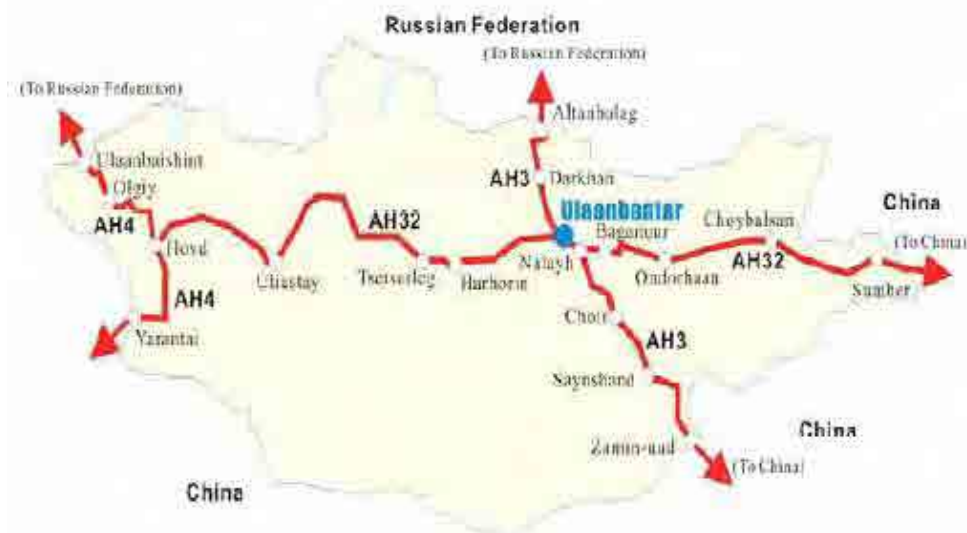 Russian Federation
(To Russian Federation)
(To Russian Federation)
Altanbulag
Ulaanbaishint
AH3
Darkhan
Olgiy
Ulaanbaatar
China
AH4
AH32
Baganuur
Choybalsan
(To China)
Hovd
Nalayh
AH32
Uliastay
Tsetserleg
Harhorin
Ondorhaan
Sumber
AH4
Choir
Yarantai
AH3
Saynshand
China
Zamin-uud
(To China)
China